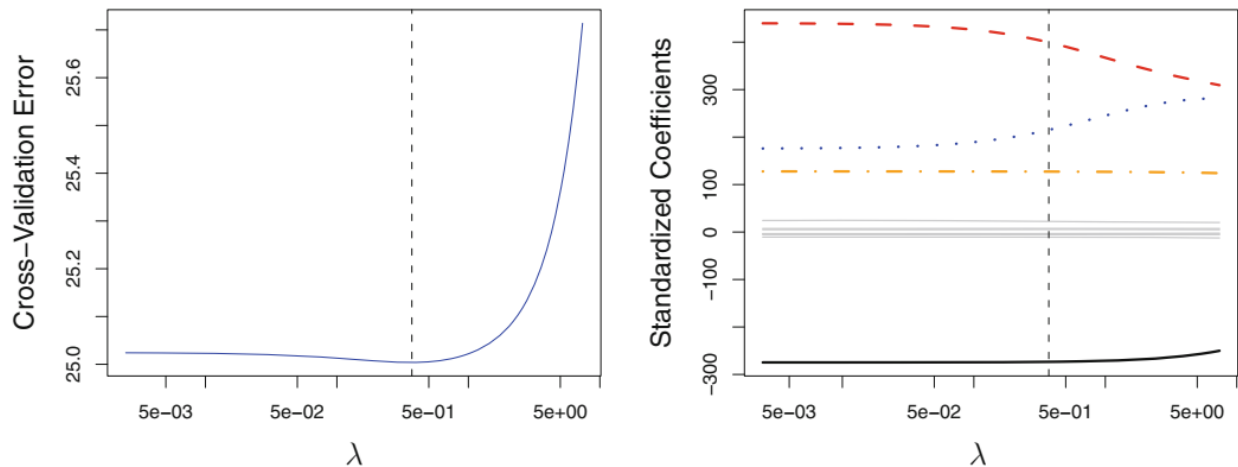 Cross−Validation Error
25.0 25.2 25.4 25.6
5e−03 5e−02 5e−01 5e+00
λ
Standardized Coefficients
−300 −100 0 100 300
5e−03 5e−02 5e−01 5e+00
λ